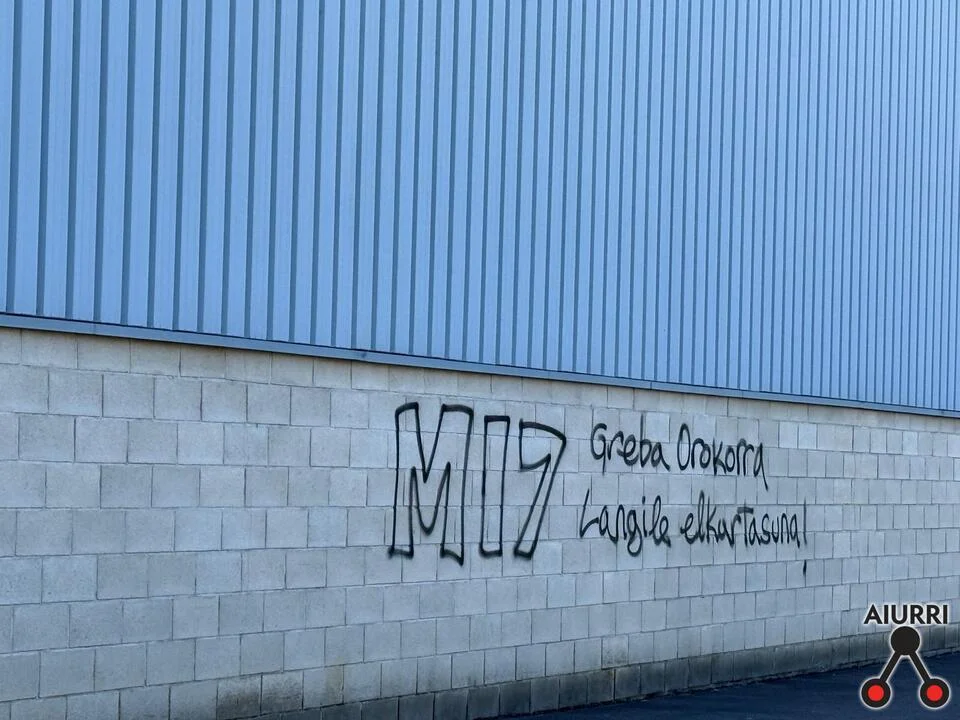 M17
Greba Orokorra
Langile elkartasuna!
AIURRI